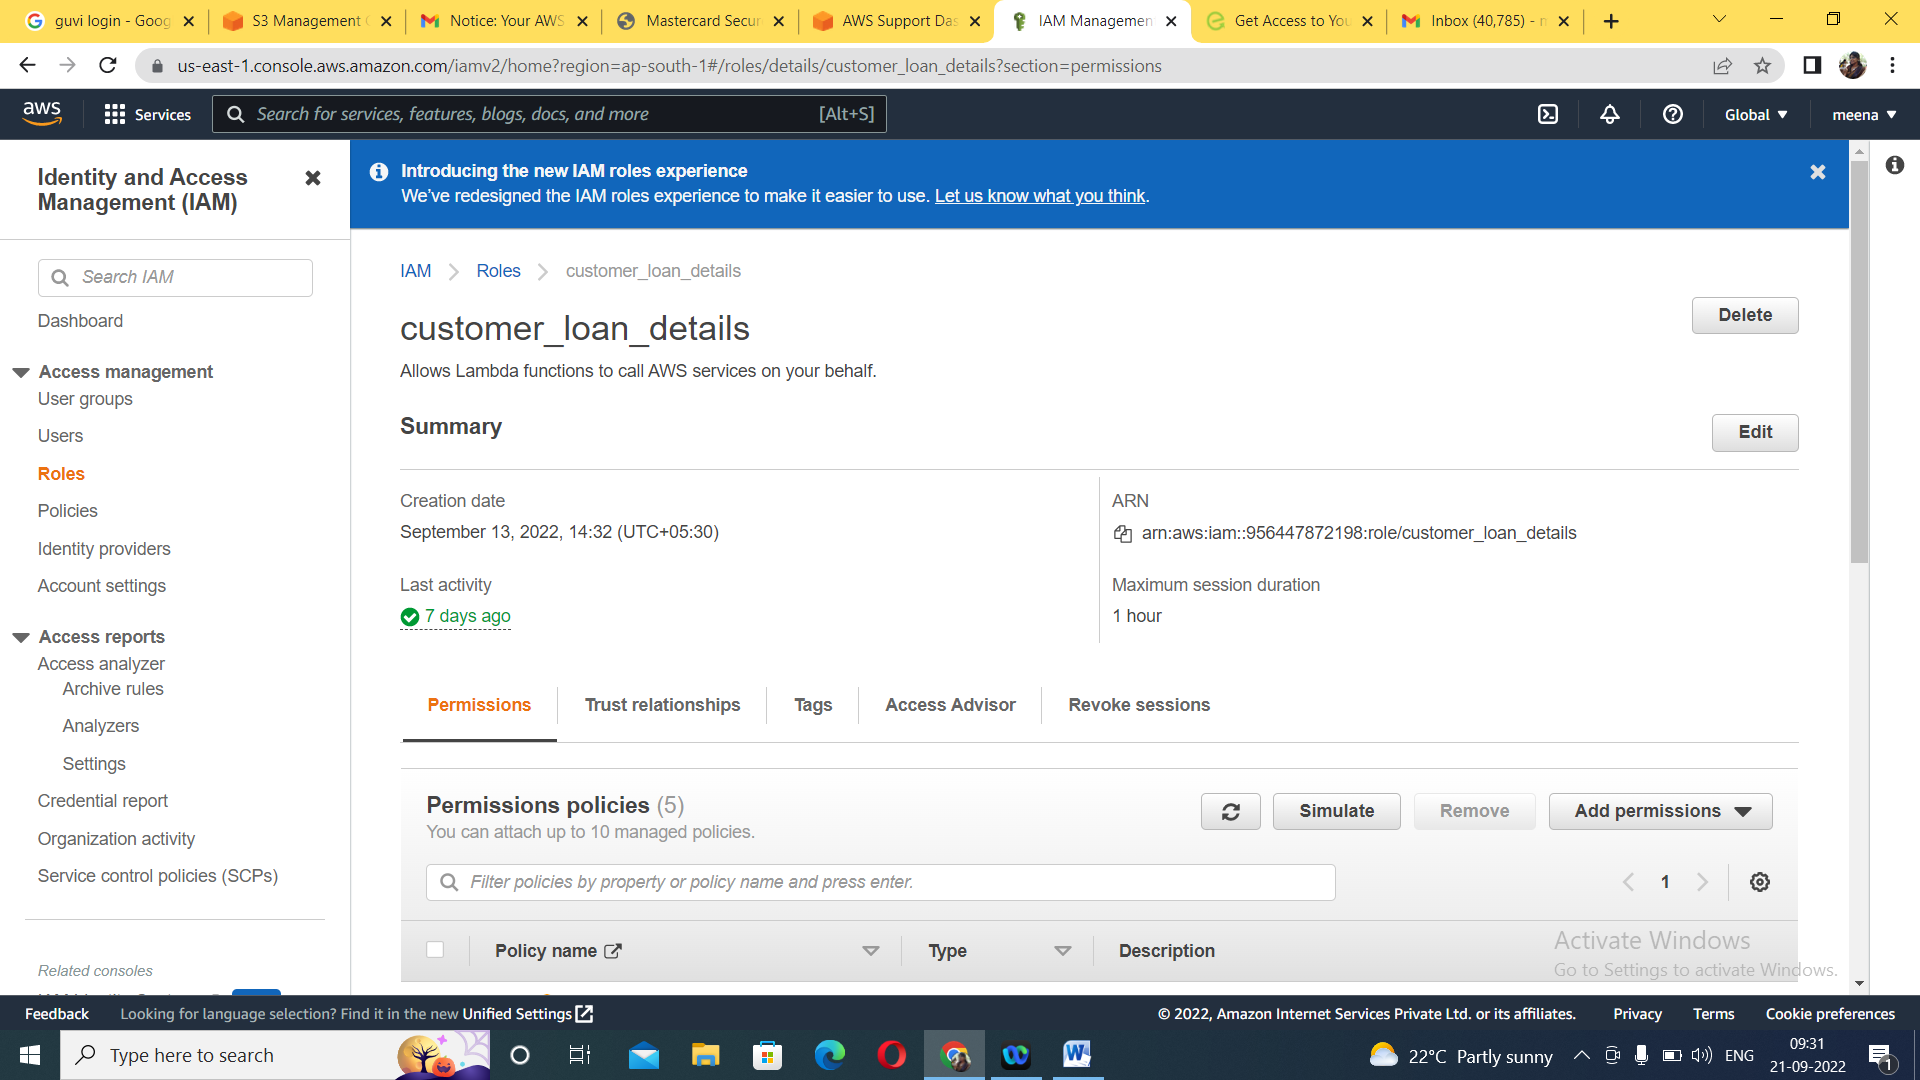 guvi login - Goog
S3 Management C
Notice: Your AWS
Mastercard Secur
AWS Support Das
IAM Managemen
Get Access to You
Inbox (40,785) - m
us-east-1.console.aws.amazon.com/iamv2/home?region=ap-south-1#/roles/details/customer_loan_details?section=permissions
aws
Services
Search for services, features, blogs, docs, and more
[Alt+S]
Global
meena
Identity and Access
Management (IAM)
Search IAM
Dashboard
Access management
User groups
Users
Roles
Policies
Identity providers
Account settings
Access reports
Access analyzer
Archive rules
Analyzers
Settings
Credential report
Organization activity
Service control policies (SCPs)
Related consoles
Introducing the new IAM roles experience
We've redesigned the IAM roles experience to make it easier to use. Let us know what you think.
IAM > Roles > customer_loan_details
customer_loan_details
Delete
Allows Lambda functions to call AWS services on your behalf.
Summary
Edit
Creation date
September 13, 2022, 14:32 (UTC+05:30)
ARN
arn:aws:iam::956447872198:role/customer_loan_details
Last activity
7 days ago
Maximum session duration
1 hour
Permissions
Trust relationships
Tags
Access Advisor
Revoke sessions
Permissions policies (5)
You can attach up to 10 managed policies.
Simulate
Remove
Add permissions
Filter policies by property or policy name and press enter.
1
Policy name
Type
Description
Activate Windows
Go to Settings to activate Windows.
Feedback
Looking for language selection? Find it in the new Unified Settings
© 2022, Amazon Internet Services Private Ltd. or its affiliates.
Privacy
Terms
Cookie preferences
Type here to search
22°C Partly sunny
ENG
09:31
21-09-2022
1